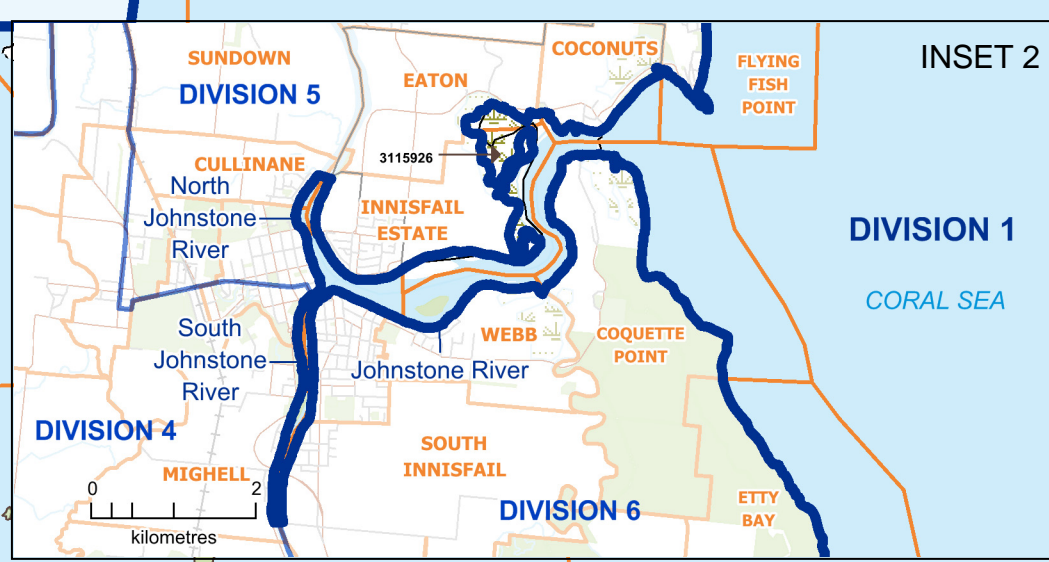 INSET 2
COCONUTS
SUNDOWN
FLYING
FISH
POINT
EATON
DIVISION 5
3115926
CULLINANE
North
Johnstone
River
INNISFAIL
ESTATE
DIVISION 1
CORAL SEA
South
Johnstone
River
WEBB
COQUETTE
POINT
Johnstone River
DIVISION 4
SOUTH
INNISFAIL
MIGHELL
0 2
kilometres
DIVISION 6
ETTY
BAY